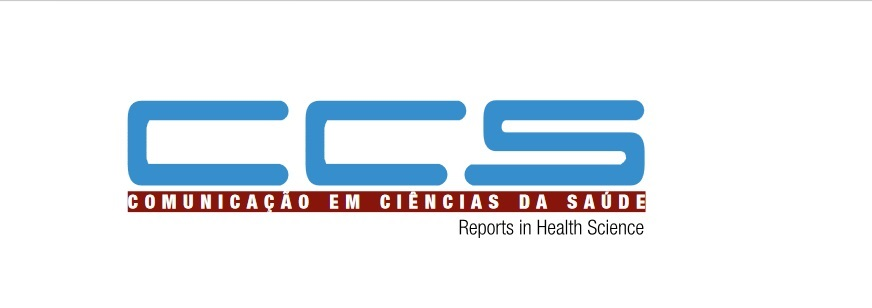 CCS
COMUNICAÇÃO EM CIÊNCIAS DA SAÚDE
Reports in Health Science